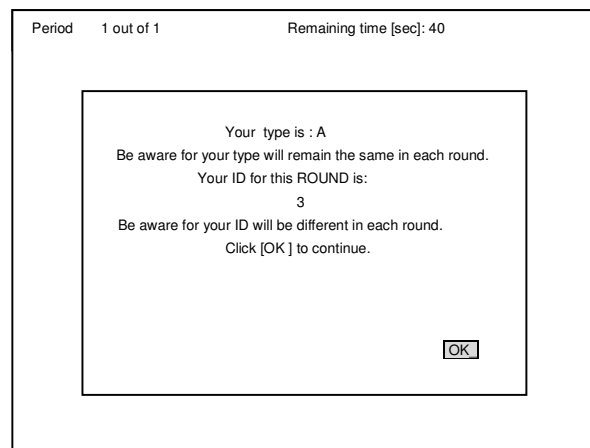 Period 1 out of 1 Remaining time [sec]: 40
Your type is : A
Be aware for your type will remain the same in each round.
Your ID for this ROUND is:
3
Be aware for your ID will be different in each round.
Click [OK ] to continue.
OK